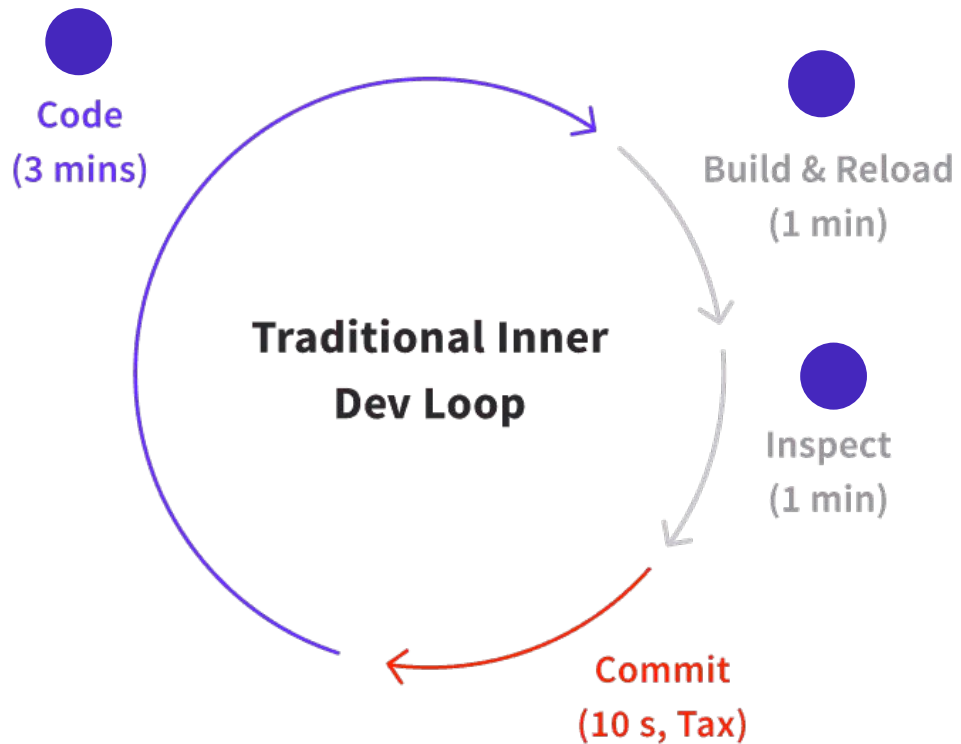 Code
(3 mins)
Build & Reload
(1 min)
Traditional Inner
Dev Loop
Inspect
(1 min)
Commit
(10 s, Tax)